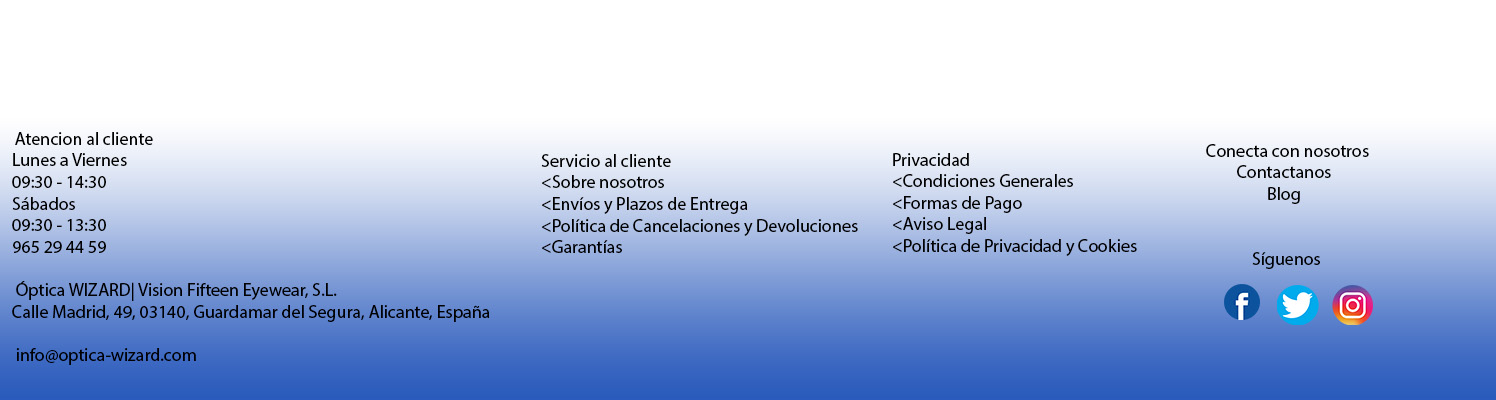 Atencion al cliente
Lunes a Viernes
09:30 - 14:30
Sábados
09:30 - 13:30
965 29 44 59
Óptica WIZARD| Vision Fifteen Eyewear, S.L.
Calle Madrid, 49, 03140, Guardamar del Segura, Alicante, España
info@optica-wizard.com
Servicio al cliente
<Sobre nosotros
<Envíos y Plazos de Entrega
<Política de Cancelaciones y Devoluciones
<Garantías
Privacidad
<Condiciones Generales
<Formas de Pago
<Aviso Legal
<Política de Privacidad y Cookies
Conecta con nosotros
Contactanos
Blog
Síguenos